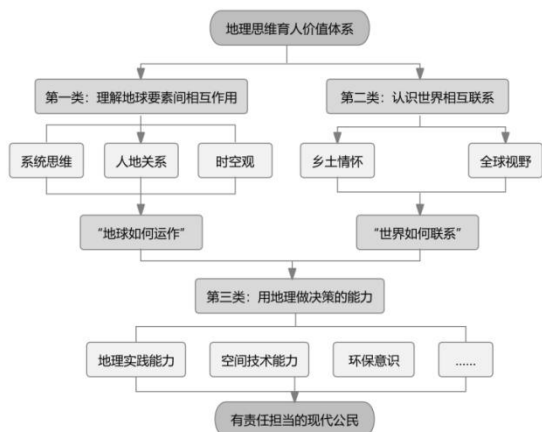 地理思维育人价值体系
第一类：理解地球要素间相互作用
第二类：认识世界相互联系
系统思维
人地关系
时空观
乡土情怀
全球视野
“地球如何运作”
“世界如何联系”
第三类：用地理做决策的能力
地理实践能力
空间技术能力
环保意识
……
有责任担当的现代公民